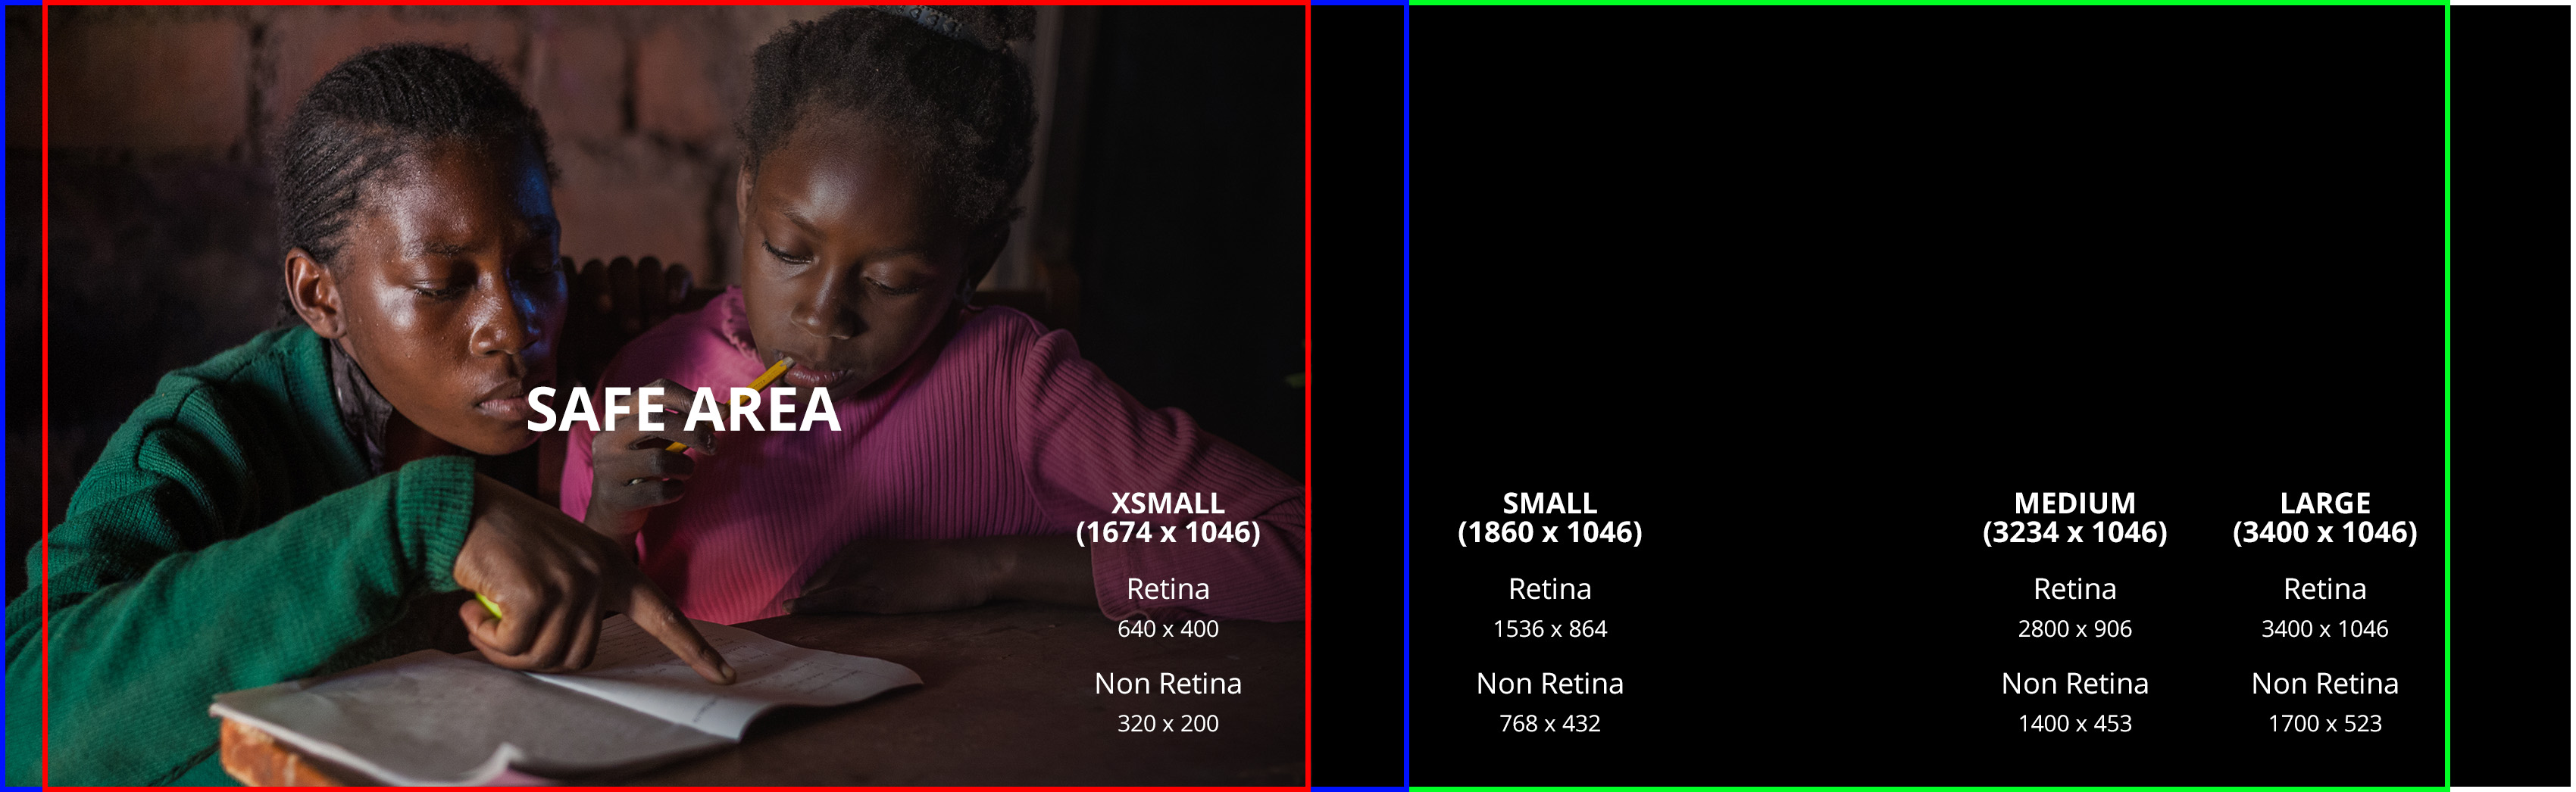 SAFE AREA
XSMALL
(1674 x 1046)
Retina
640 x 400
Non Retina
320 x 200
SMALL
(1860 x 1046)
Retina
1536 x 864
Non Retina
768 x 432
MEDIUM
(3234 x 1046)
Retina
2800 x 906
Non Retina
1400 x 453
LARGE
(3400 x 1046)
Retina
3400 x 1046
Non Retina
1700 x 523